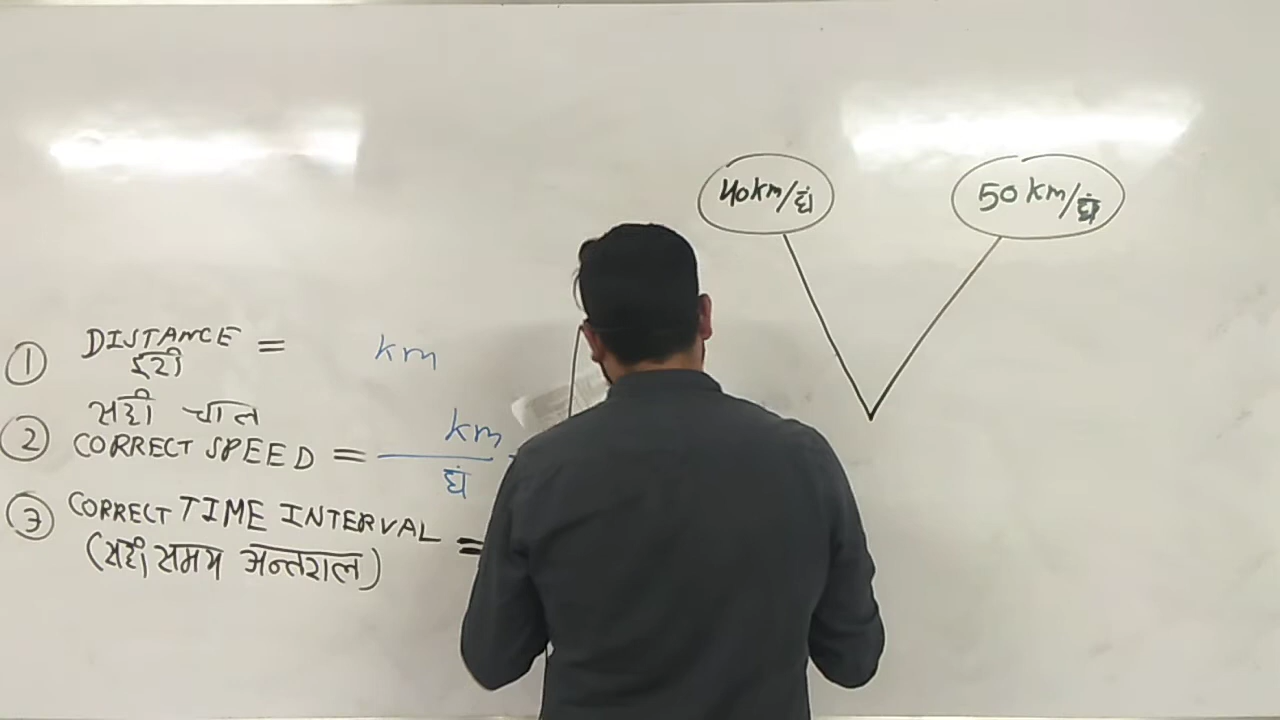 40km/घं
50 km/घं
① DISTANCE = km
दूरी
सही चाल
② CORRECT SPEED = km
घं
③ CORRECT TIME INTERVAL =
(सही समय अन्तराल)